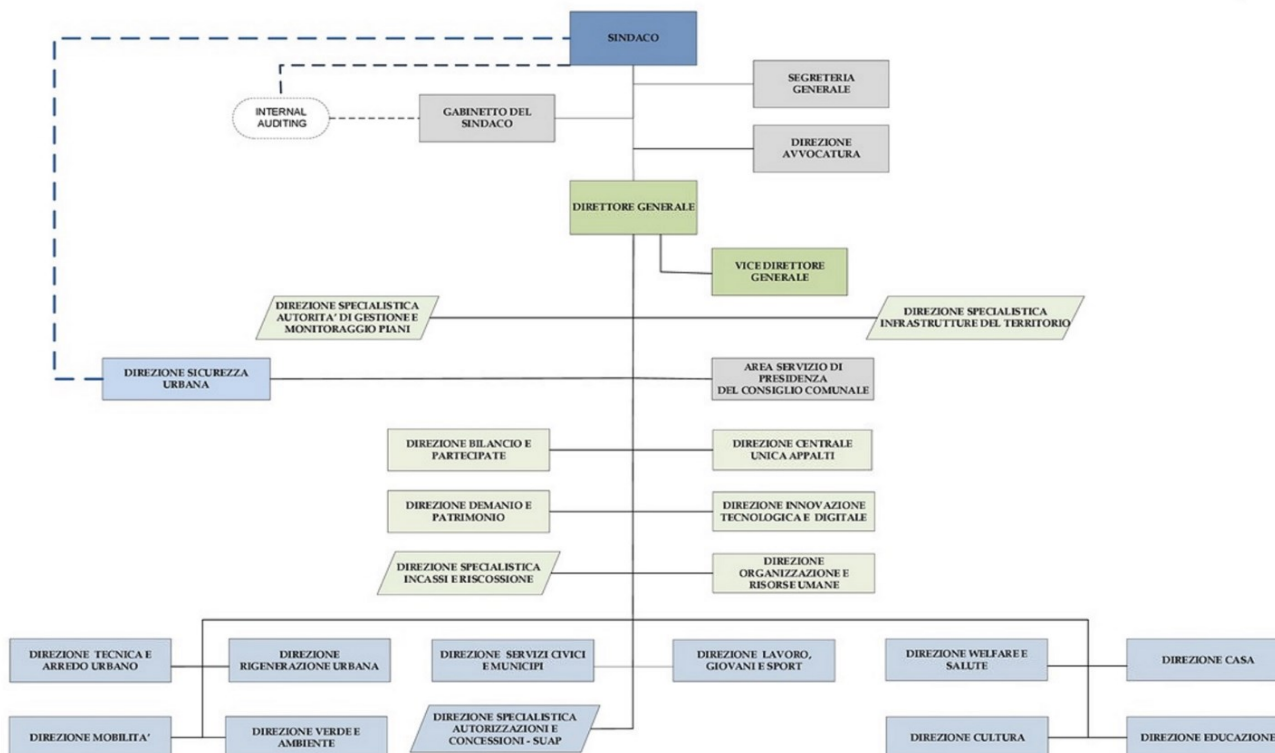 SINDACO
SEGRETERIA
GENERALE
INTERNAL
AUDITING
GABINETTO DEL
SINDACO
DIREZIONE
AVVOCATURA
DIRETTORE GENERALE
VICE DIRETTORE
GENERALE
DIREZIONE SPECIALISTICA
AUTORITA' DI GESTIONE E
MONITORAGGIO PIANI
DIREZIONE SPECIALISTICA
INFRASTRUTTURE DEL TERRITORIO
DIREZIONE SICUREZZA
URBANA
AREA SERVIZIO DI
PRESIDENZA
DEL CONSIGLIO COMUNALE
DIREZIONE BILANCIO E
PARTECIPATE
DIREZIONE CENTRALE
UNICA APPALTI
DIREZIONE DEMANIO E
PATRIMONIO
DIREZIONE INNOVAZIONE
TECNOLOGICA E DIGITALE
DIREZIONE SPECIALISTICA
INCASSI E RISCOSSIONE
DIREZIONE
ORGANIZZAZIONE E
RISORSE UMANE
DIREZIONE TECNICA E
ARREDO URBANO
DIREZIONE
RIGENERAZIONE URBANA
DIREZIONE SERVIZI CIVICI
E MUNICIPI
DIREZIONE LAVORO,
GIOVANI E SPORT
DIREZIONE WELFARE E
SALUTE
DIREZIONE CASA
DIREZIONE MOBILITA'
DIREZIONE VERDE E
AMBIENTE
DIREZIONE SPECIALISTICA
AUTORIZZAZIONI E
CONCESSIONI - SUAP
DIREZIONE CULTURA
DIREZIONE EDUCAZIONE